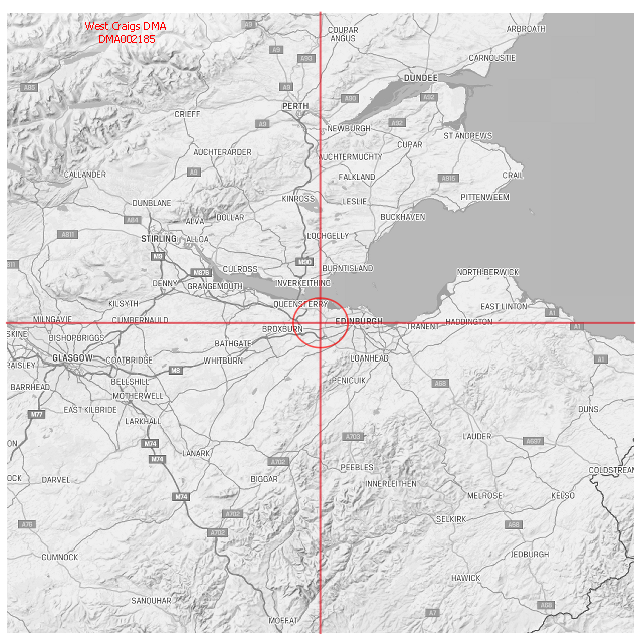 West Craigs DMA
DMA002185
A9
COUPAR
ANGUS
ARBROATH
A9
A93
CARNOUSTIE
A85
A9
DUNDEE
A90
A92
PERTH
CRIEFF
A9
NEWBURGH
A92
ST ANDREWS
AUCHTERARDER
AUCHTERMUCHTY
CUPAR
CALLANDER
A9
FALKLAND
A915
CRAIL
DUNBLANE
KINROSS
LESLIE
PITTENWEEM
A84
ALVA
DOLLAR
BUCKHAVEN
A811
STIRLING
ALLOA
LOCHGELLY
M9
M90
811
M876
CULROSS
BURNTISLAND
NORTH BERWICK
DENNY
GRANGEMOUTH
INVERKEITHING
KILSYTH
QUEENSFERRY
EAST LINTON
A1
MILNGAVIE
CUMBERNAULD
EDINBURGH
HADDINGTON
A1
SKINE
BISHOPBRIGGS
BROXBURN
TRANENT
BATHGATE
GLASGOW
COATBRIDGE
WHITBURN
LOANHEAD
A1
RAISLEY
M8
BELLSHILL
PENICUIK
BARRHEAD
MOTHERWELL
A68
M77
EAST KILBRIDE
LARKHALL
DUNS
ON
M74
A703
LAUDER
A697
M74
LANARK
A702
PEEBLES
COLDSTREAM
OCK
DARVEL
BIGGAR
INNERLEITHEN
M74
MELROSE
KELSO
A76
A702
SELKIRK
A68
A702
CUMNOCK
JEDBURGH
HAWICK
SANQUHAR
A68
MOFFAT
A7